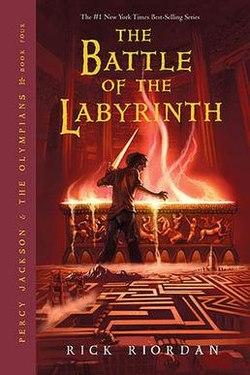 The #1 New York Times Best-Selling Series
THE
BATTLE
OF THE
LABYRINTH
PERCY JACKSON & THE OLYMPIANS BOOK FOUR
RICK RIORDAN